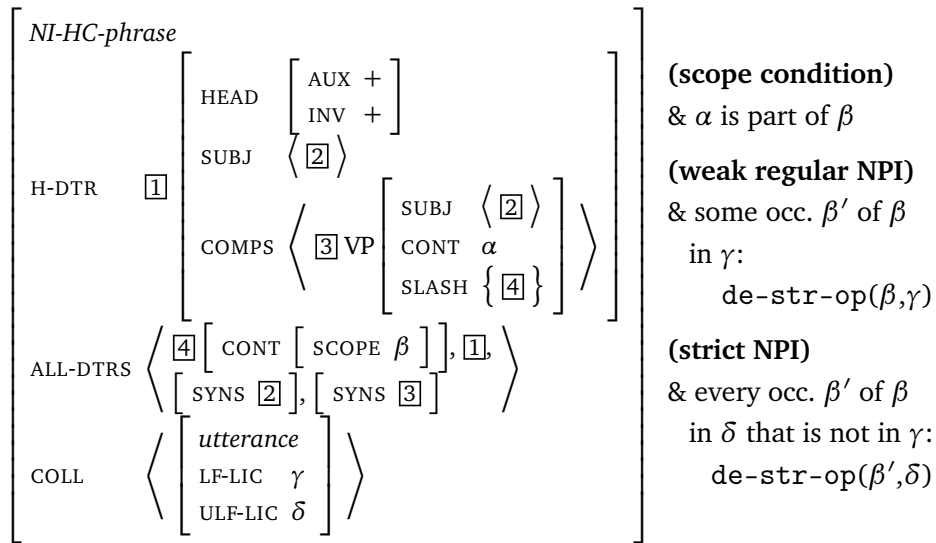 NI-HC-phrase
H-DTR 1 HEAD AUX +
INV +
SUBJ ⟨ 2 ⟩
COMPS ⟨ 3 VP SUBJ ⟨ 2 ⟩
CONT α
SLASH { 4 } ⟩
ALL-DTRS ⟨ 4 [ CONT [ SCOPE β ] ], 1,
[ SYNS 2 ], [ SYNS 3 ] ⟩
COLL ⟨ utterance
LF-LIC γ
ULF-LIC δ ⟩
(scope condition)
& α is part of β
(weak regular NPI)
& some occ. β′ of β
in γ:
de-str-op(β,γ)
(strict NPI)
& every occ. β′ of β
in δ that is not in γ:
de-str-op(β′,δ)